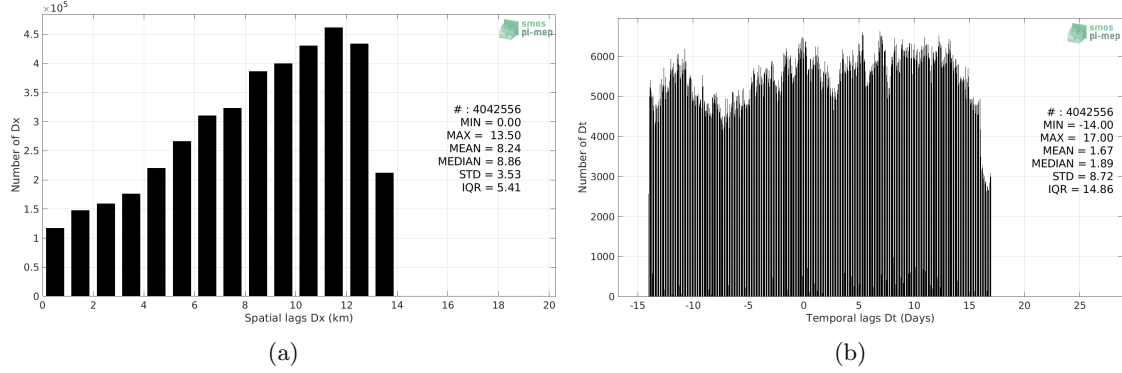 ×10⁵
4.5
4
3.5
3
2.5
2
1.5
1
0.5
0
Number of Dx
0 2 4 6 8 10 12 14 16 18 20
Spatial lags Dx (km)
smos
pi-mep
# : 4042556
MIN = 0.00
MAX = 13.50
MEAN = 8.24
MEDIAN = 8.86
STD = 3.53
IQR = 5.41
(a)
6000
5000
4000
3000
2000
1000
0
Number of Dt
-15 -10 -5 0 5 10 15 20 25
Temporal lags Dt (Days)
smos
pi-mep
# : 4042556
MIN = -14.00
MAX = 17.00
MEAN = 1.67
MEDIAN = 1.89
STD = 8.72
IQR = 14.86
(b)